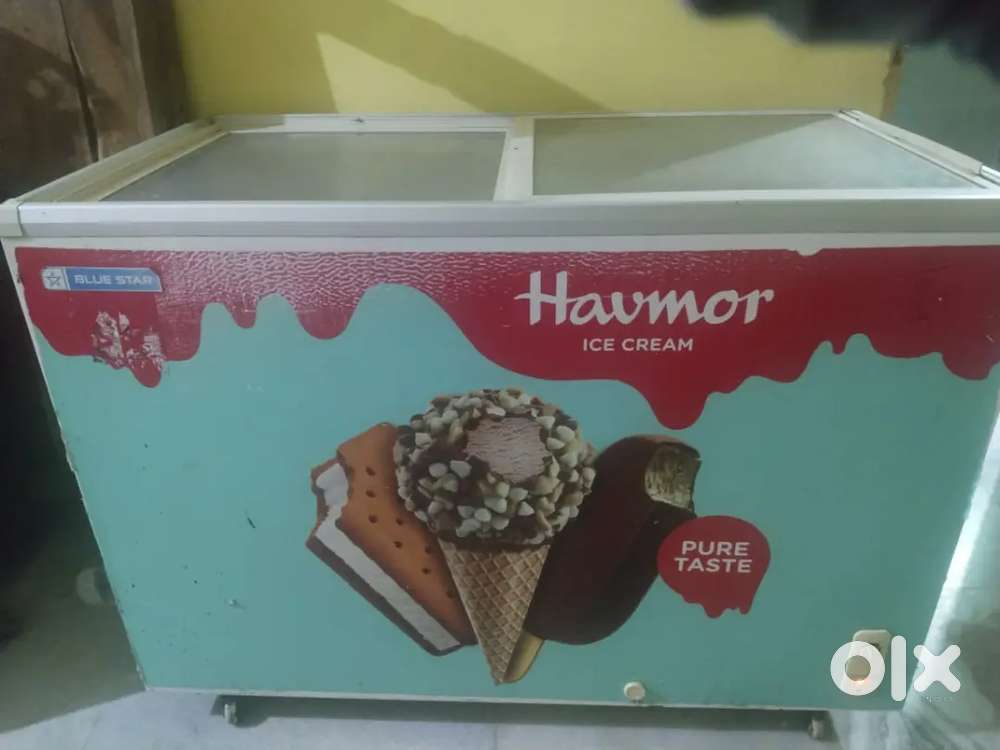 BLUE STAR
Havmor
ICE CREAM
PURE
TASTE
olx